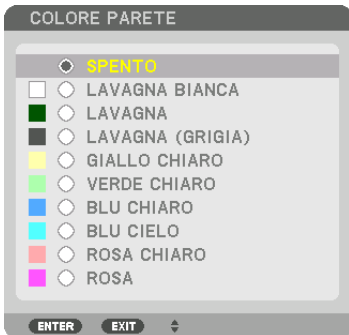 COLORE PARETE
SPENTO
LAVAGNA BIANCA
LAVAGNA
LAVAGNA (GRIGIA)
GIALLO CHIARO
VERDE CHIARO
BLU CHIARO
BLU CIELO
ROSA CHIARO
ROSA
ENTER EXIT